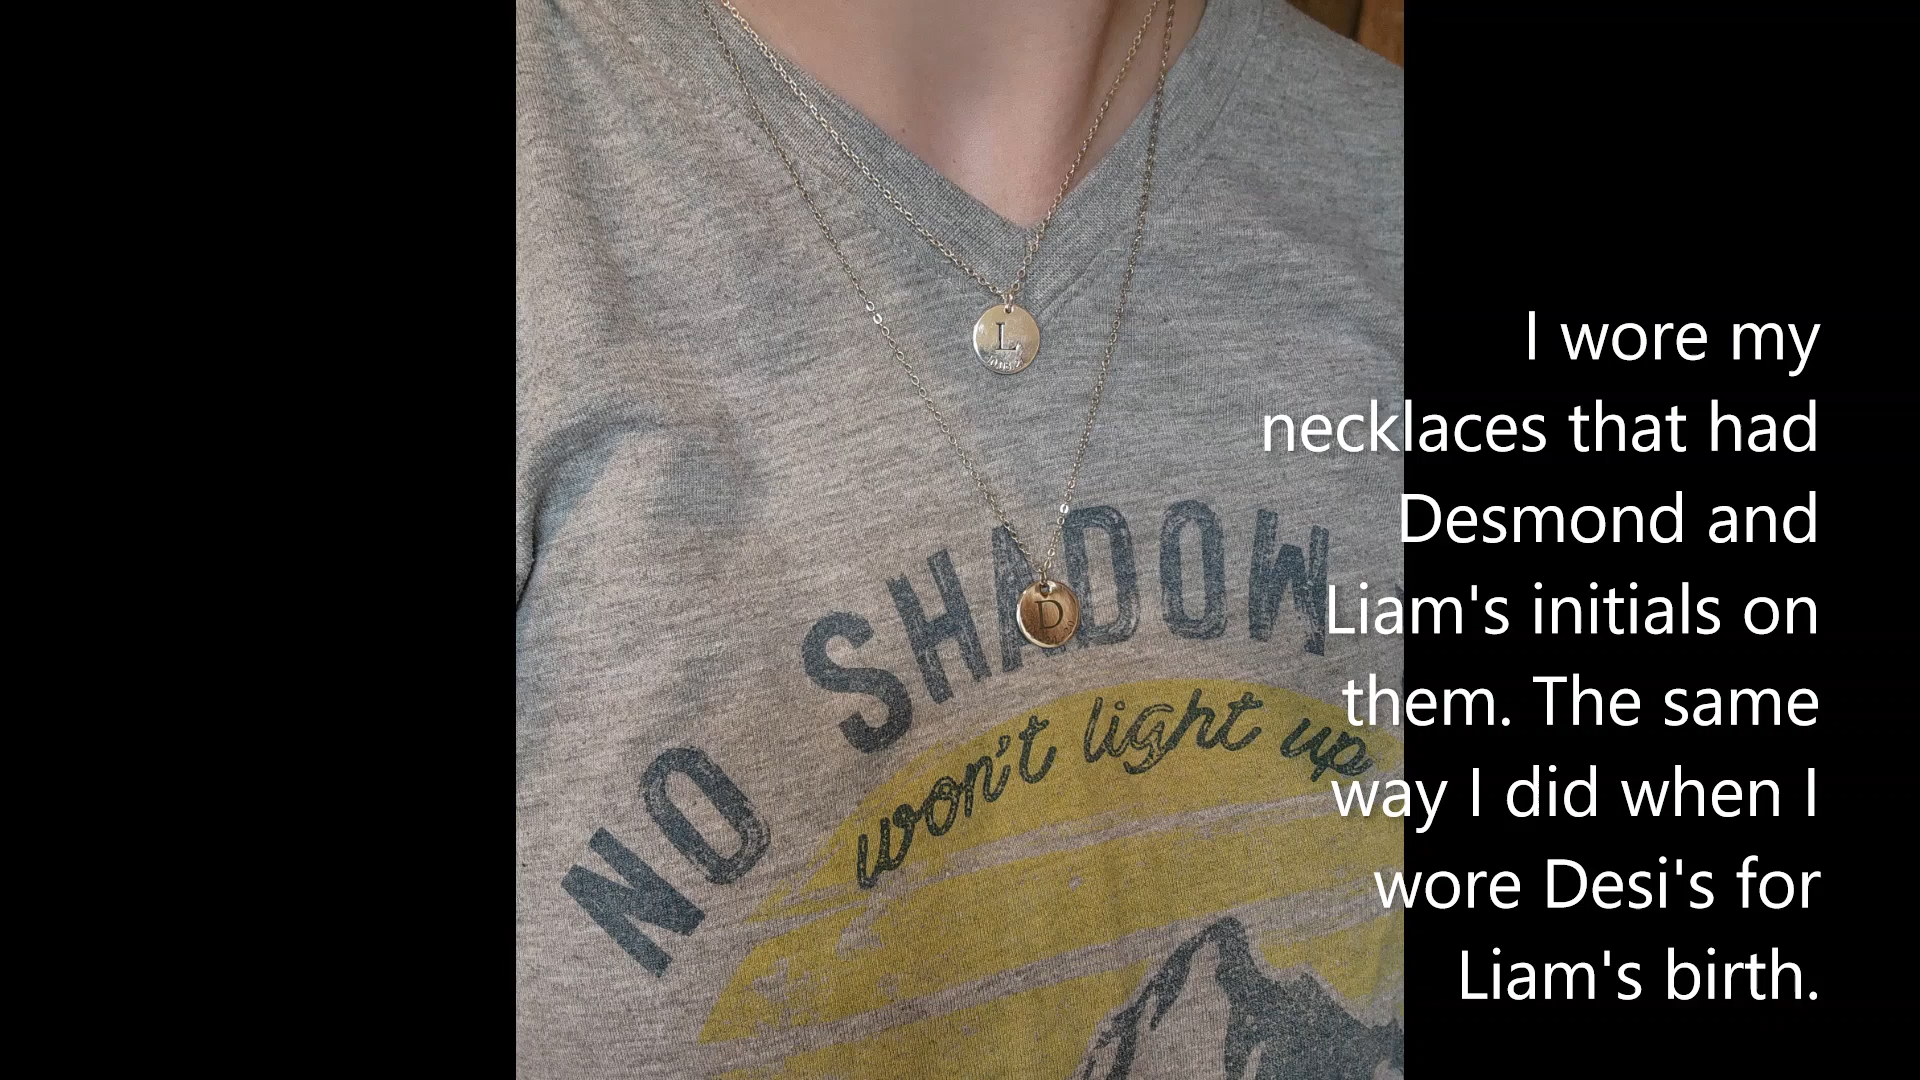 L
D
NO SHADOW
won't light up
I wore my
necklaces that had
Desmond and
Liam's initials on
them. The same
way I did when I
wore Desi's for
Liam's birth.